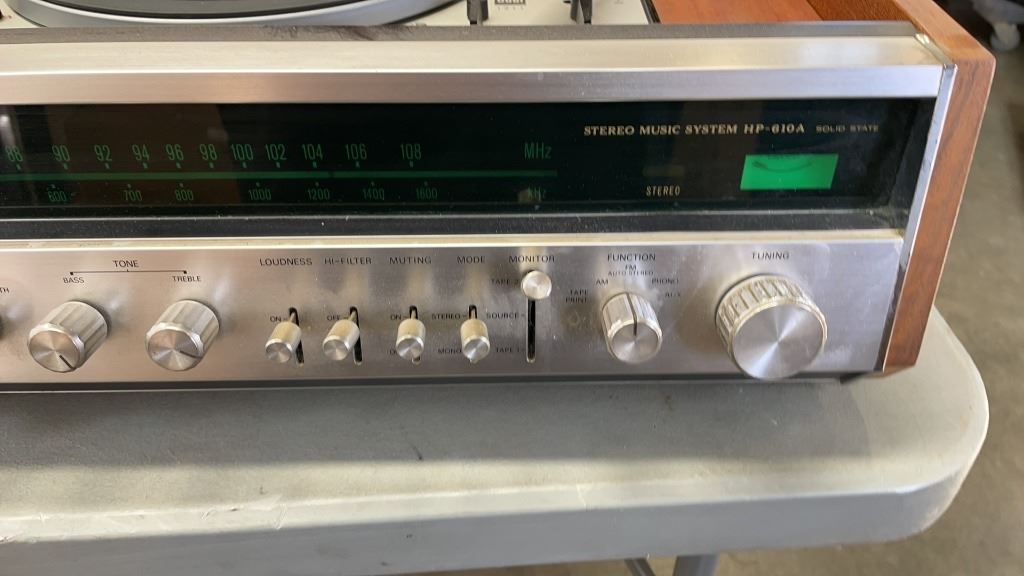 Dual
STEREO MUSIC SYSTEM HP-610A SOLID STATE
88 90 92 94 96 98 100 102 104 106 108 MHz
600 700 800 1000 1200 1400 1600 kHz
STEREO
TONE
BASS TREBLE
LOUDNESS HI-FILTER MUTING MODE MONITOR FUNCTION TUNING
ON OFF ON STEREO TAPE 2 SOURCE
MONO TAPE 1
FM
AUTO STEREO
AM PHONO
TAPE PRINT AUX